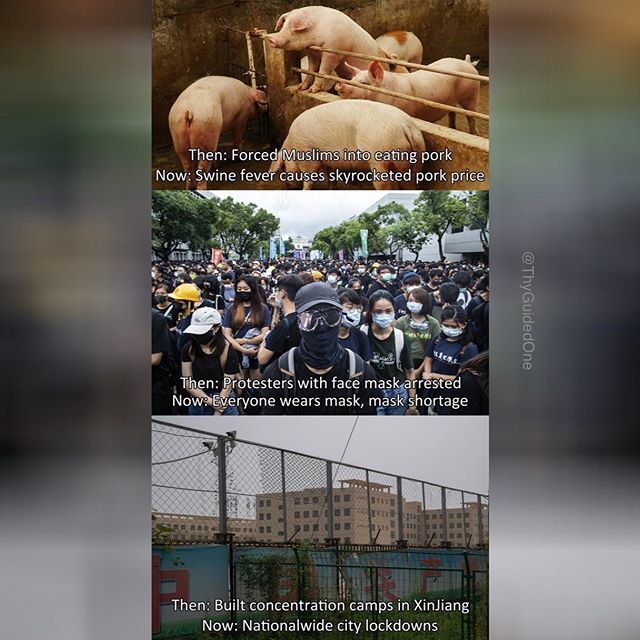 Then: Forced Muslims into eating pork
Now: Swine fever causes skyrocketed pork price
Then: Protesters with face mask arrested
Now: Everyone wears mask, mask shortage
@ThyGuidedOne
Then: Built concentration camps in XinJiang
Now: Nationalwide city lockdowns